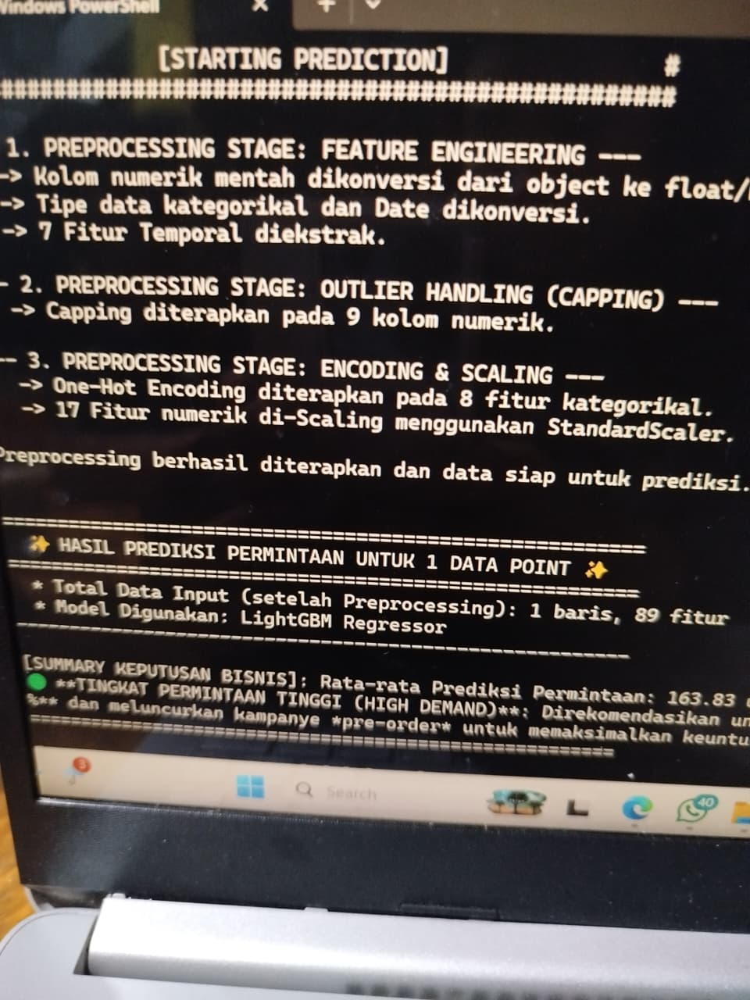 Windows PowerShell
[STARTING PREDICTION] #
##################################################
1. PREPROCESSING STAGE: FEATURE ENGINEERING ---
-> Kolom numerik mentah dikonversi dari object ke float/
-> Tipe data kategorikal dan Date dikonversi.
-> 7 Fitur Temporal diekstrak.
- 2. PREPROCESSING STAGE: OUTLIER HANDLING (CAPPING) ---
-> Capping diterapkan pada 9 kolom numerik.
-- 3. PREPROCESSING STAGE: ENCODING & SCALING ---
-> One-Hot Encoding diterapkan pada 8 fitur kategorikal.
-> 17 Fitur numerik di-Scaling menggunakan StandardScaler.
Preprocessing berhasil diterapkan dan data siap untuk prediksi.
============================================================
✨ HASIL PREDIKSI PERMINTAAN UNTUK 1 DATA POINT ✨
============================================================
* Total Data Input (setelah Preprocessing): 1 baris, 89 fitur
* Model Digunakan: LightGBM Regressor
------------------------------------------------------------
[SUMMARY KEPUTUSAN BISNIS]: Rata-rata Prediksi Permintaan: 163.83
🟢 **TINGKAT PERMINTAAN TINGGI (HIGH DEMAND)**: Direkomendasikan un
%** dan meluncurkan kampanye *pre-order* untuk memaksimalkan keuntu
============================================================
3
Search
40